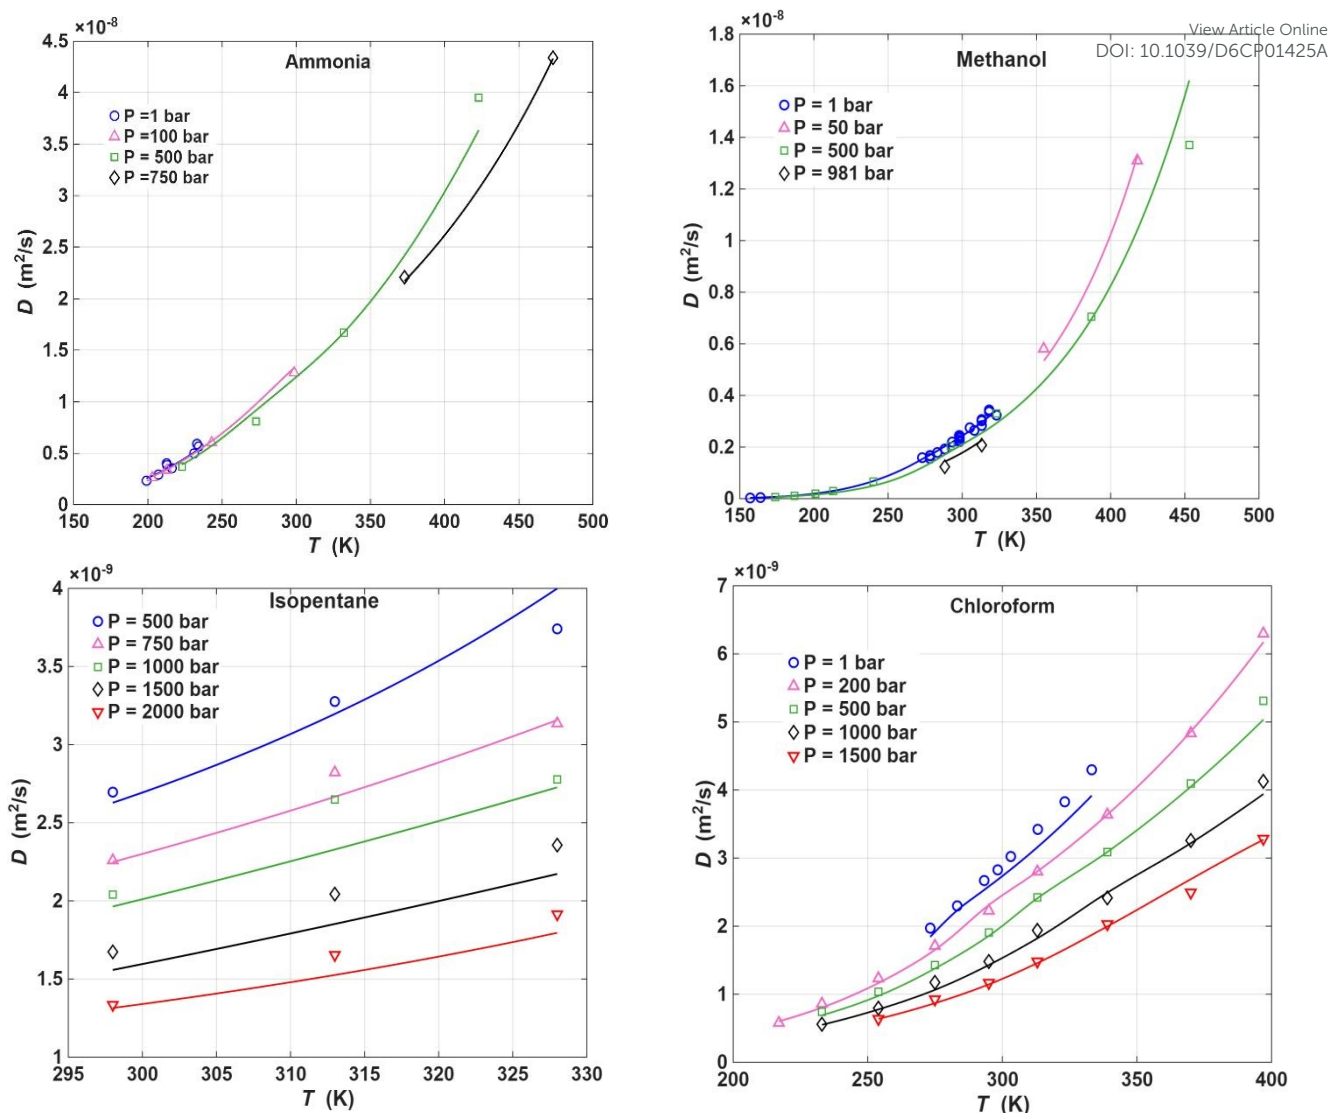 View Article Online
DOI: 10.1039/D6CP01425A
×10⁻⁸
Ammonia
P =1 bar
P =100 bar
P = 500 bar
P =750 bar
4.5
4
3.5
3
2.5
2
1.5
1
0.5
0
D (m²/s)
150 200 250 300 350 400 450 500
T (K)
×10⁻⁸
Methanol
P = 1 bar
P = 50 bar
P = 500 bar
P = 981 bar
1.8
1.6
1.4
1.2
1
0.8
0.6
0.4
0.2
0
D (m²/s)
150 200 250 300 350 400 450 500
T (K)
×10⁻⁹
Isopentane
P = 500 bar
P = 750 bar
P = 1000 bar
P = 1500 bar
P = 2000 bar
4
3.5
3
2.5
2
1.5
1
D (m²/s)
295 300 305 310 315 320 325 330
T (K)
×10⁻⁹
Chloroform
P = 1 bar
P = 200 bar
P = 500 bar
P = 1000 bar
P = 1500 bar
7
6
5
4
3
2
1
0
D (m²/s)
200 250 300 350 400
T (K)